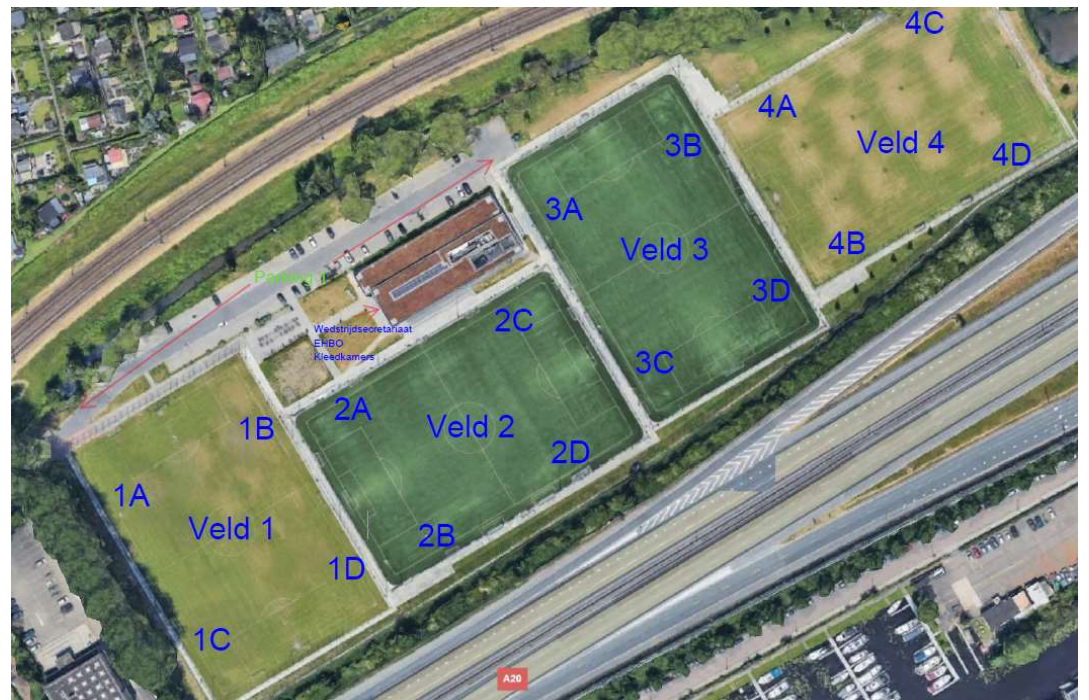 4C
4A
Veld 4
4D
4B
3B
3A
Veld 3
3D
3C
Parking 1
Wedstrijdsecretariaat
EHBO
Kleedkamers
2C
2A
Veld 2
2D
2B
1B
1A
Veld 1
1D
1C
A20